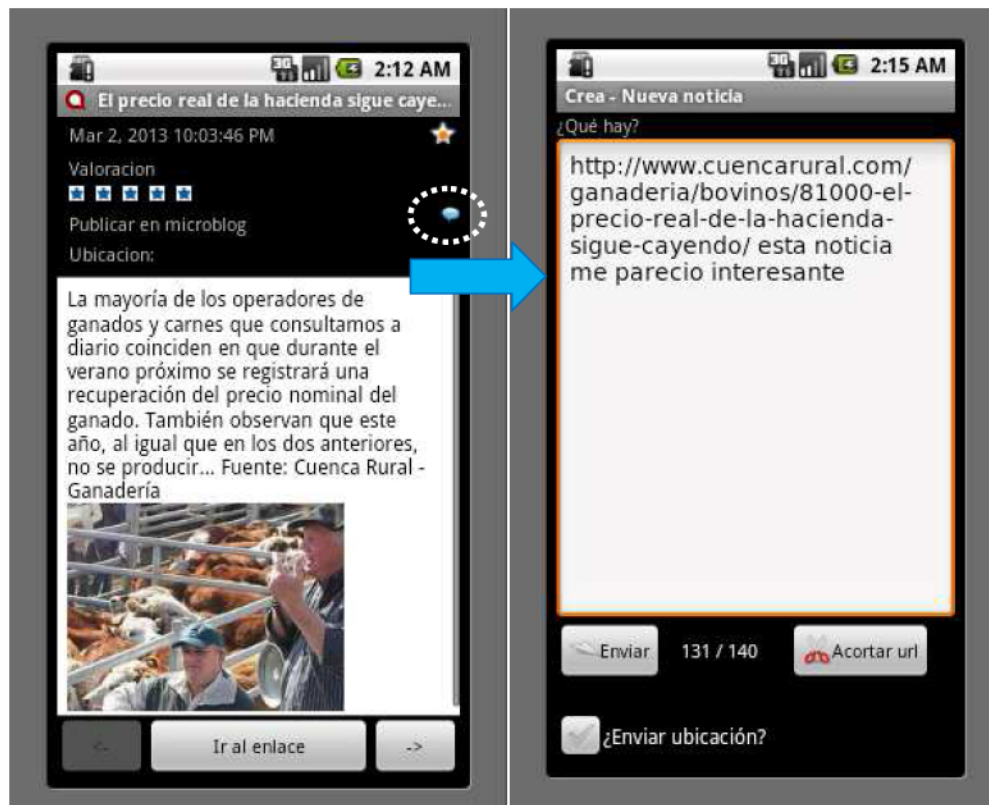 3G
2:12 AM
El precio real de la hacienda sigue caye...
Mar 2, 2013 10:03:46 PM
Valoracion
Publicar en microblog
Ubicacion:
La mayoría de los operadores de
ganados y carnes que consultamos a
diario coinciden en que durante el
verano próximo se registrará una
recuperación del precio nominal del
ganado. También observan que este
año, al igual que en los dos anteriores,
no se producir... Fuente: Cuenca Rural -
Ganadería
<-
Ir al enlace
->
3G
2:15 AM
Crea - Nueva noticia
¿Qué hay?
http://www.cuencarural.com/
ganaderia/bovinos/81000-el-
precio-real-de-la-hacienda-
sigue-cayendo/ esta noticia
me parecio interesante
Enviar
131 / 140
Acortar url
¿Enviar ubicación?